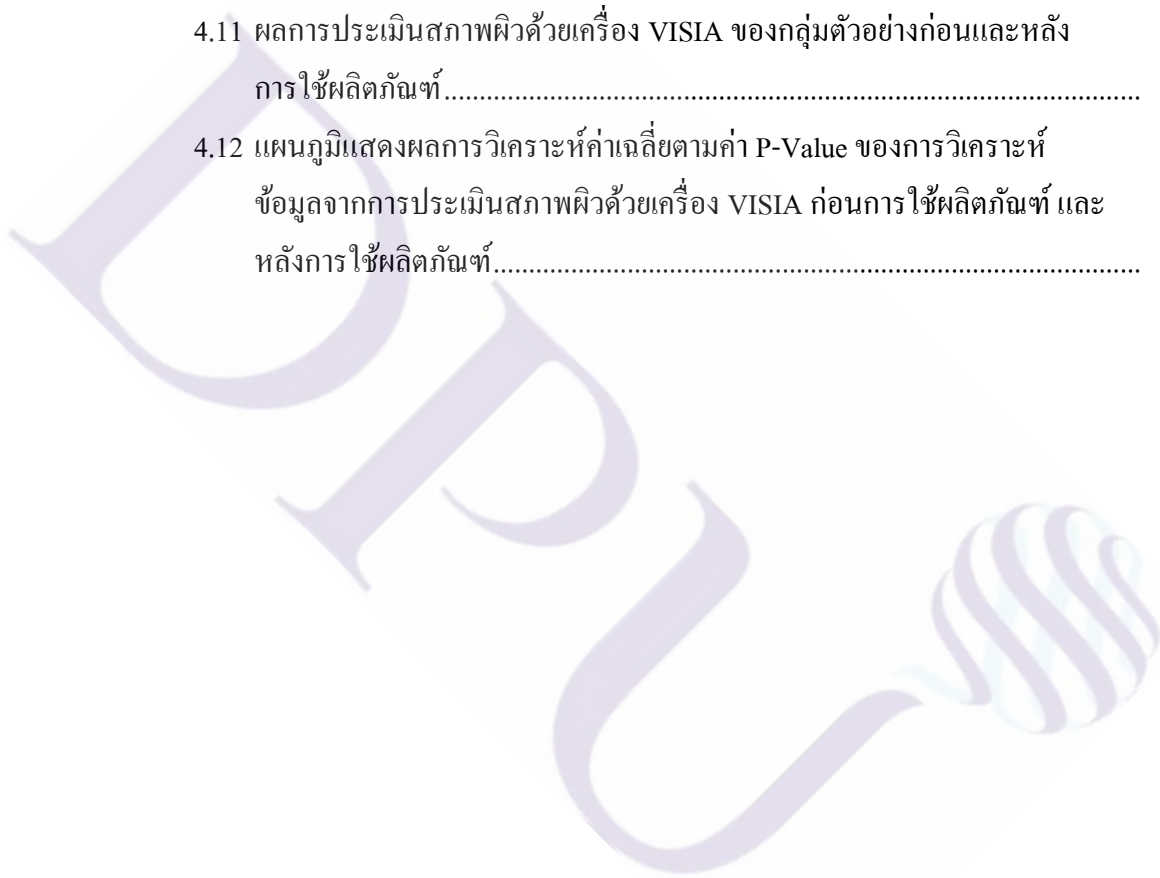 4.11 ผลการประเมินสภาพผิวด้วยเครื่อง VISIA ของกลุ่มตัวอย่างก่อนและหลัง
การใช้ผลิตภัณฑ์..................................................................................................
4.12 แผนภูมิแสดงผลการวิเคราะห์ค่าเฉลี่ยตามค่า P-Value ของการวิเคราะห์
ข้อมูลจากการประเมินสภาพผิวด้วยเครื่อง VISIA ก่อนการใช้ผลิตภัณฑ์ และ
หลังการใช้ผลิตภัณฑ์...........................................................................................
DPU